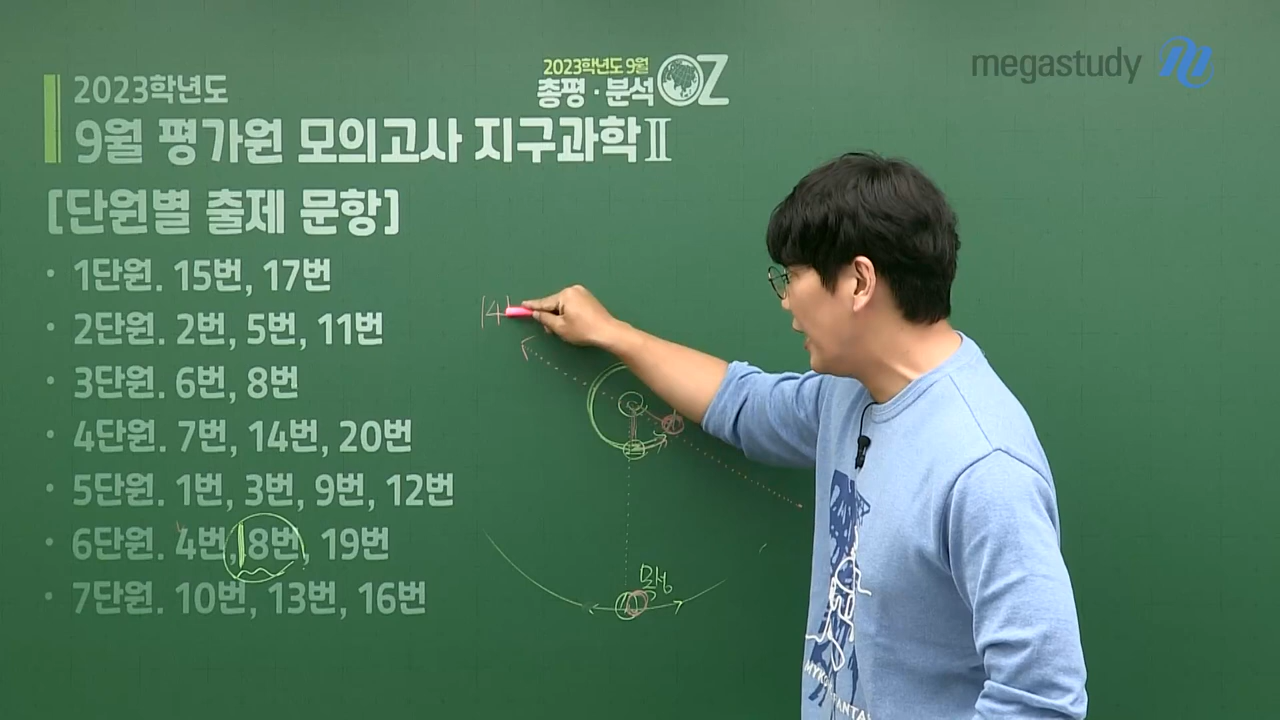 megastudy
2023학년도 9월
총평·분석 OZ
2023학년도
9월 평가원 모의고사 지구과학Ⅱ
[단원별 출제 문항]
• 1단원. 15번, 17번
• 2단원. 2번, 5번, 11번
• 3단원. 6번, 8번
• 4단원. 7번, 14번, 20번
• 5단원. 1번, 3번, 9번, 12번
• 6단원. 4번, 18번, 19번
• 7단원. 10번, 13번, 16번
14
목성